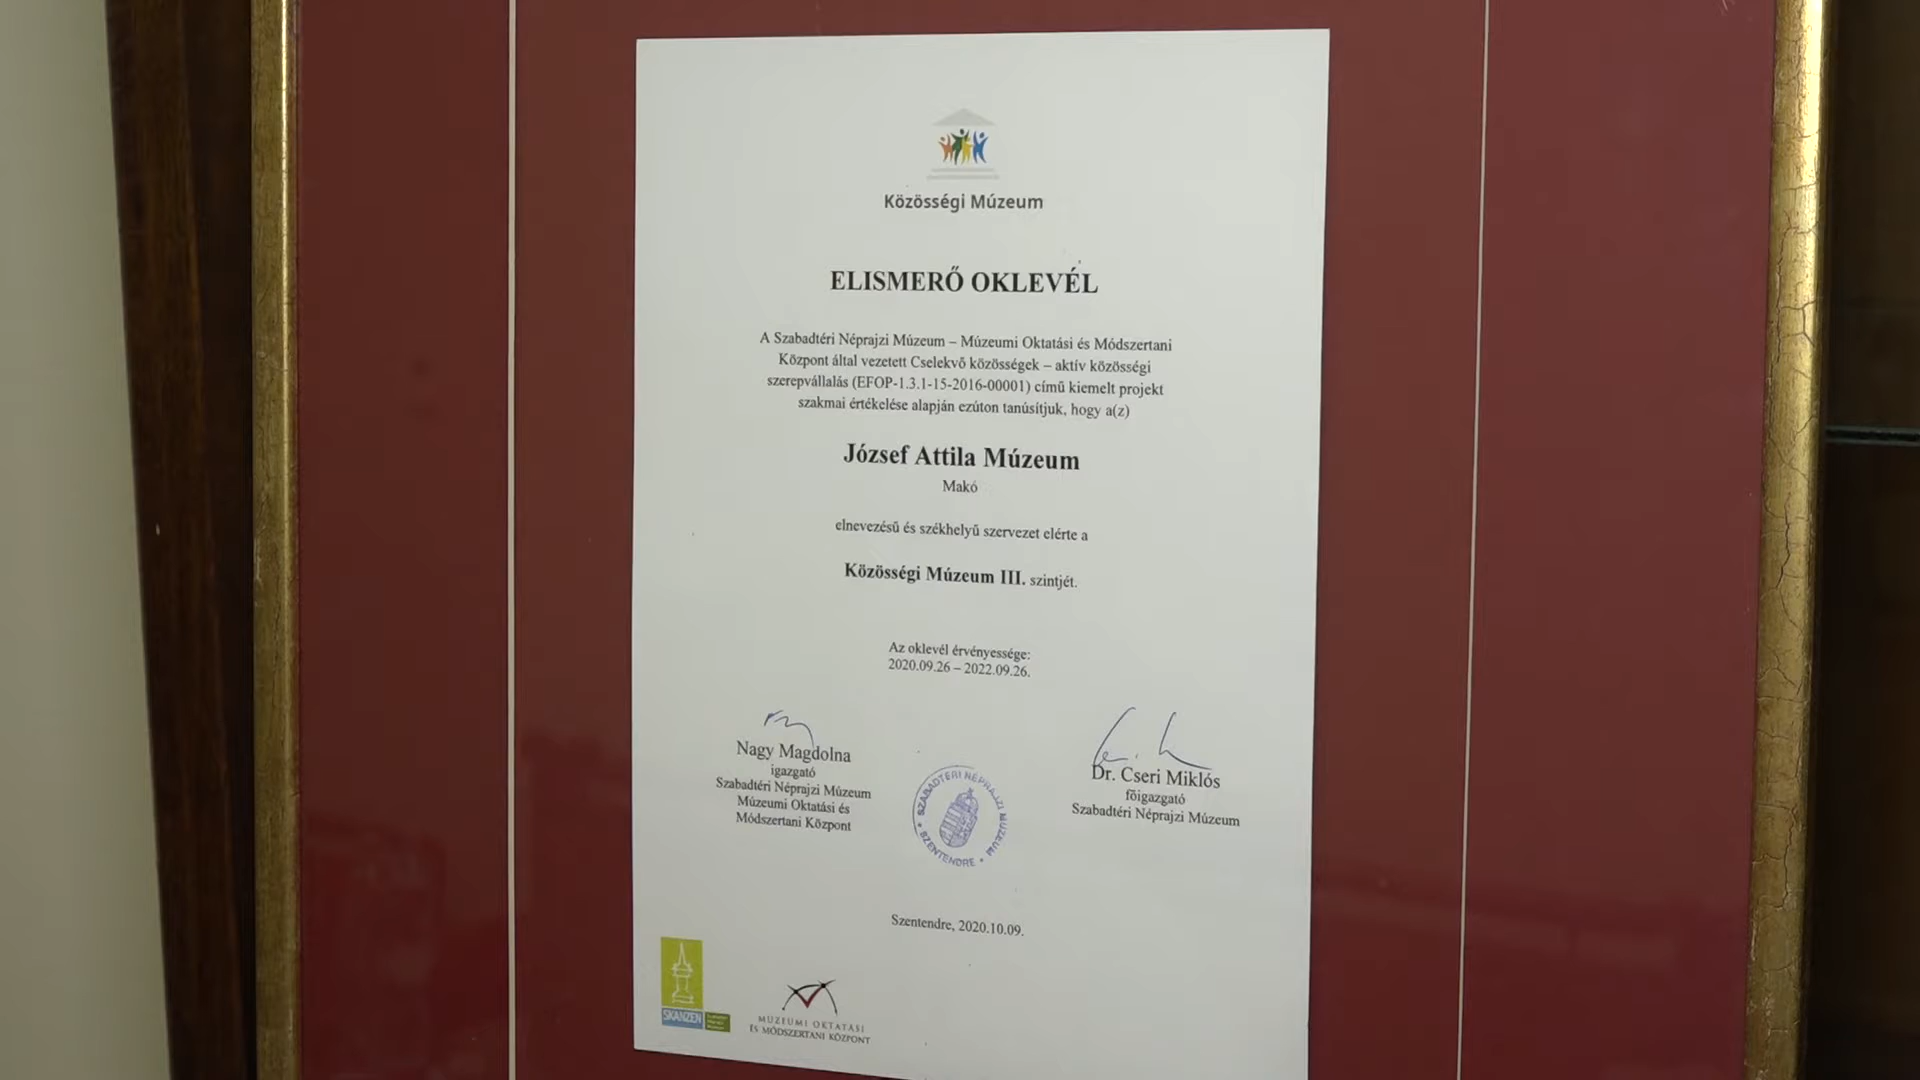 Közösségi Múzeum
ELISMERŐ OKLEVÉL
A Szabadtéri Néprajzi Múzeum – Múzeumi Oktatási és Módszertani
Központ által vezetett Cselekvő közösségek – aktív közösségi
szerepvállalás (EFOP-1.3.1-15-2016-00001) című kiemelt projekt
szakmai értékelése alapján ezúton tanúsítjuk, hogy a(z)
József Attila Múzeum
Makó
elnevezésű és székhelyű szervezet elérte a
Közösségi Múzeum III. szintjét.
Az oklevél érvényessége:
2020.09.26 – 2022.09.26.
Nagy Magdolna
igazgató
Szabadtéri Néprajzi Múzeum
Múzeumi Oktatási és
Módszertani Központ
SZABADTÉRI NÉPRAJZI MÚZEUM
• SZENTENDRE •
Dr. Cseri Miklós
főigazgató
Szabadtéri Néprajzi Múzeum
Szentendre, 2020.10.09.
SKANZEN
MÚZEUMI OKTATÁSI
ÉS MÓDSZERTANI KÖZPONT